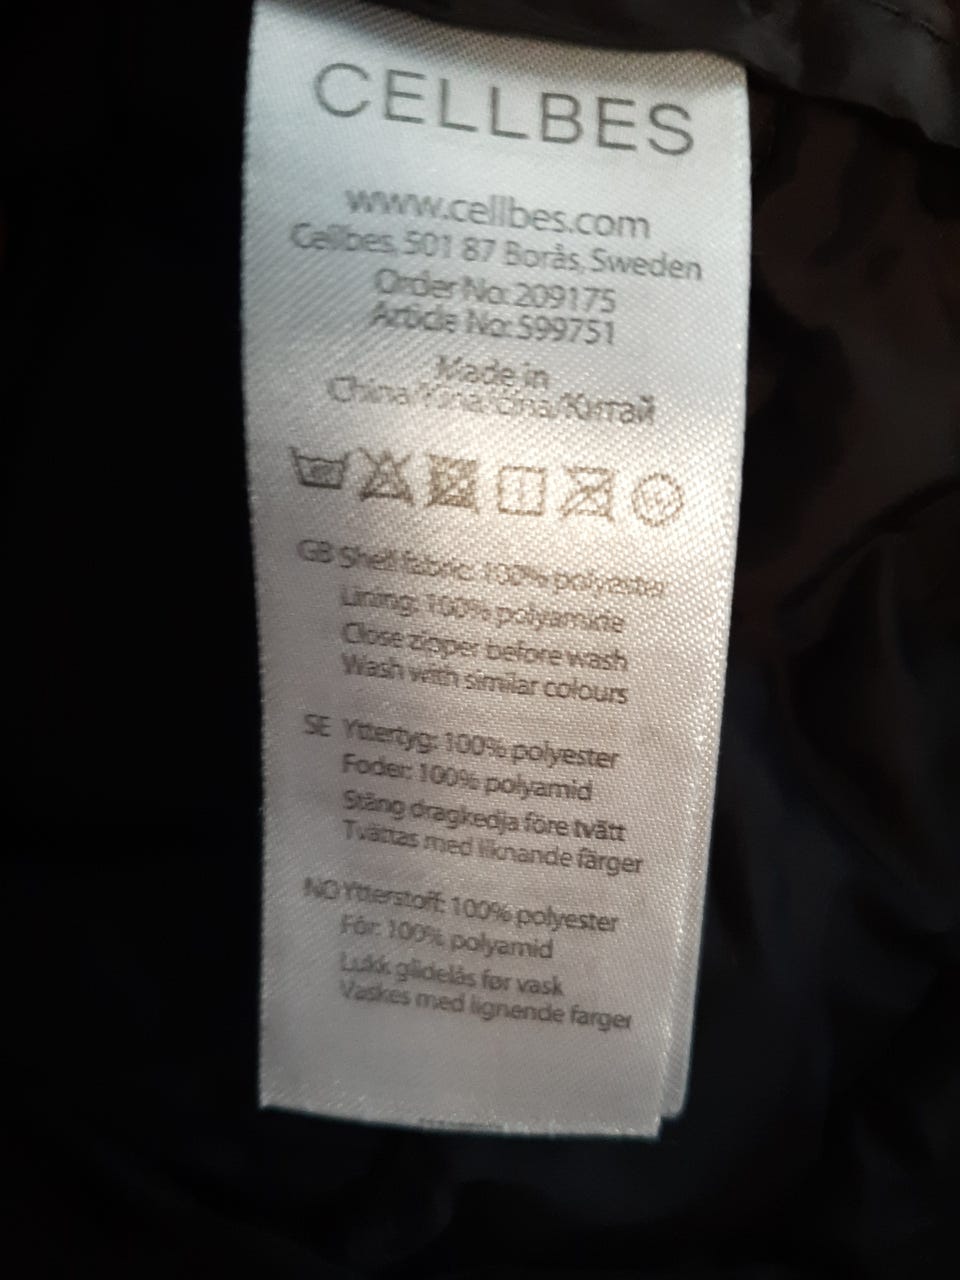 CELLBES
www.cellbes.com
Cellbes, 501 87 Borås, Sweden
Order No: 209175
Article No: 599751
Made in
China/Kina/Kiina/Китай
GB Shell fabric: 100% polyester
Lining: 100% polyamide
Close zipper before wash
Wash with similar colours
SE Yttertyg: 100% polyester
Foder: 100% polyamid
Stäng dragkedja före tvätt
Tvättas med liknande färger
NO Ytterstoff: 100% polyester
Fôr: 100% polyamid
Lukk glidelås før vask
Vaskes med lignende farger